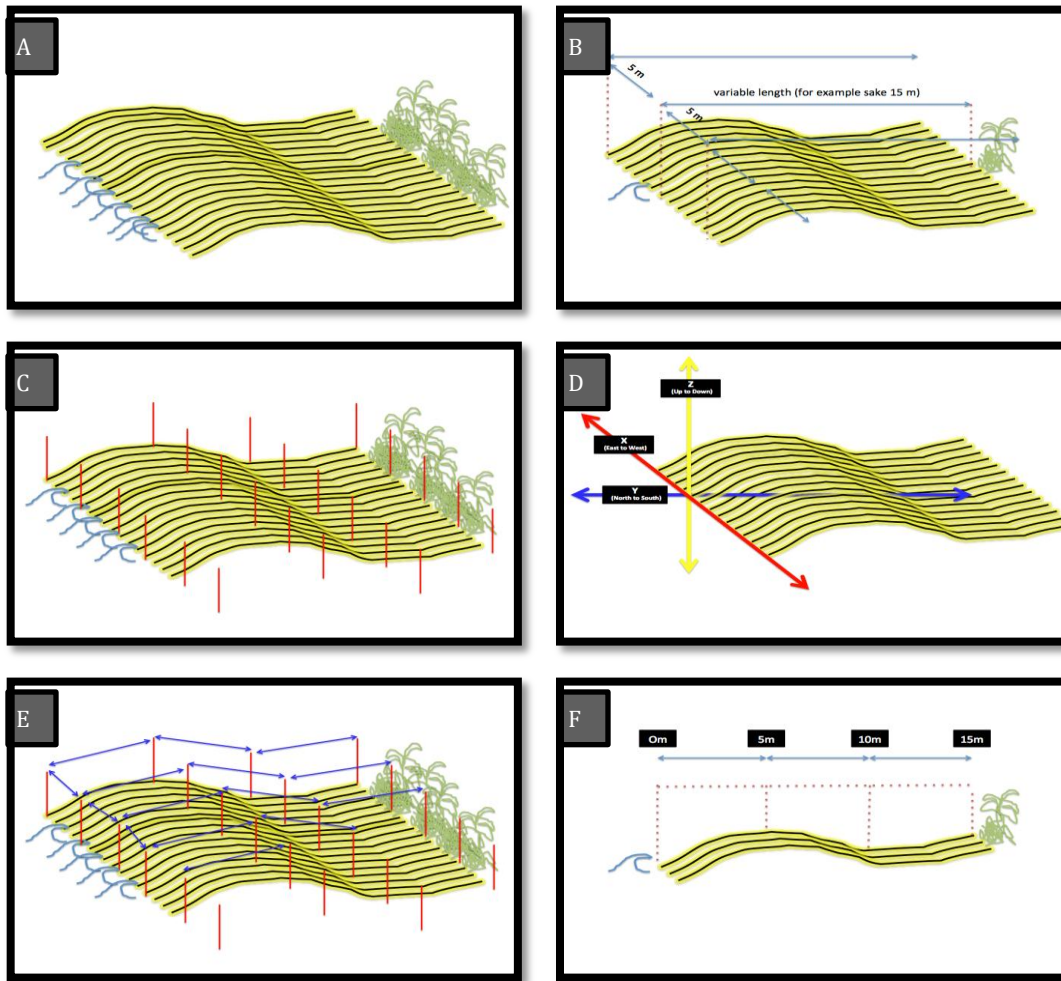 A
B
5 m
variable length (for example sake 15 m)
5 m
C
D
Z
(Up to Down)
X
(East to West)
Y
(North to South)
E
F
0m
5m
10m
15m